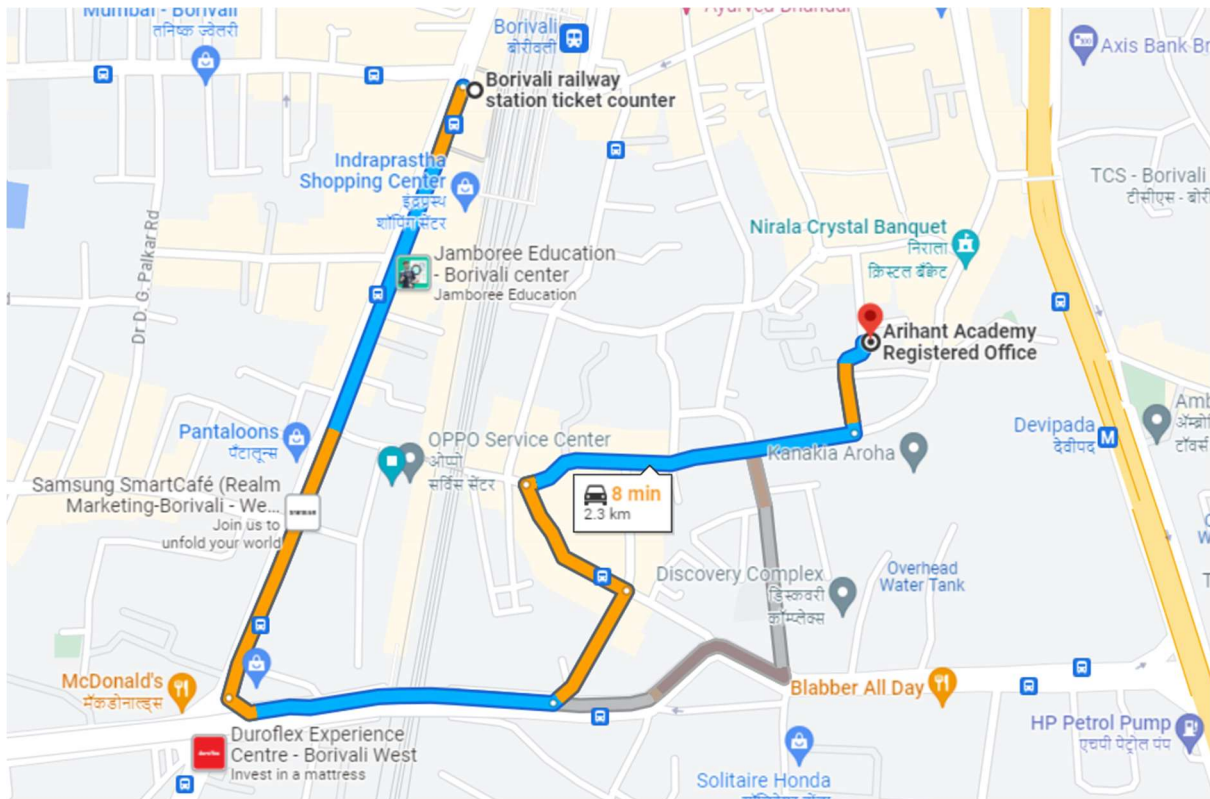 Mumbai - Borivali
तनिष्क ज्वेलरी
Borivali
बोरीवली
Ayurved Bhandar
Axis Bank Br
Borivali railway
station ticket counter
Indraprastha
Shopping Center
इंद्रप्रस्थ
शॉपिंग सेंटर
TCS - Borivali
टीसीएस - बोरी
Dr D. G. Palkar Rd
Nirala Crystal Banquet
निराला
क्रिस्टल बँक्वेट
Jamboree Education
- Borivali center
Jamboree Education
Arihant Academy
Registered Office
Pantaloons
पँटालून्स
OPPO Service Center
ओप्पो
सर्विस सेंटर
Kanakia Aroha
Devipada
देवीपद
M
Amb
अ‍ॅम्ब्रो
टॉवर्स
Samsung SmartCafé (Realm
Marketing-Borivali - We...
Join us to
unfold your world
8 min
2.3 km
Discovery Complex
डिस्कवरी
कॉम्प्लेक्स
Overhead
Water Tank
McDonald's
मॅकडोनाल्ड्स
Blabber All Day
Duroflex Experience
Centre - Borivali West
Invest in a mattress
HP Petrol Pump
एचपी पेट्रोल पंप
Solitaire Honda